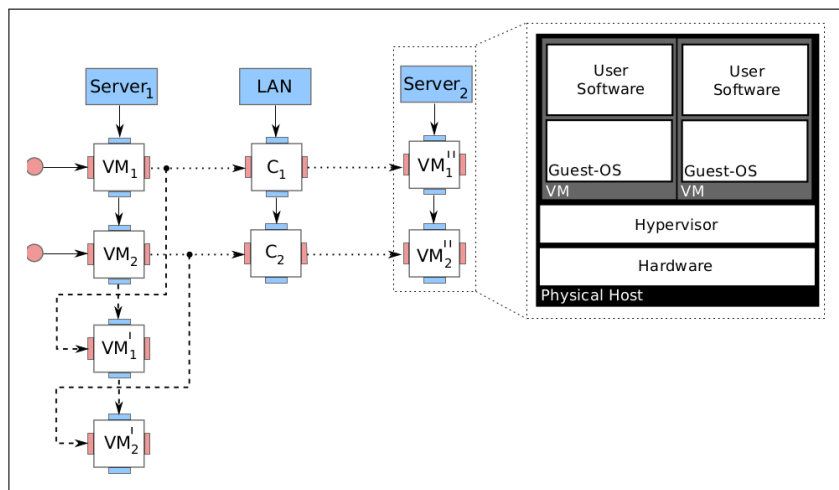 Server1
LAN
Server2
VM1
C1
VM1''
VM2
C2
VM2''
VM1'
VM2'
User
Software
User
Software
Guest-OS
Guest-OS
VM
VM
Hypervisor
Hardware
Physical Host